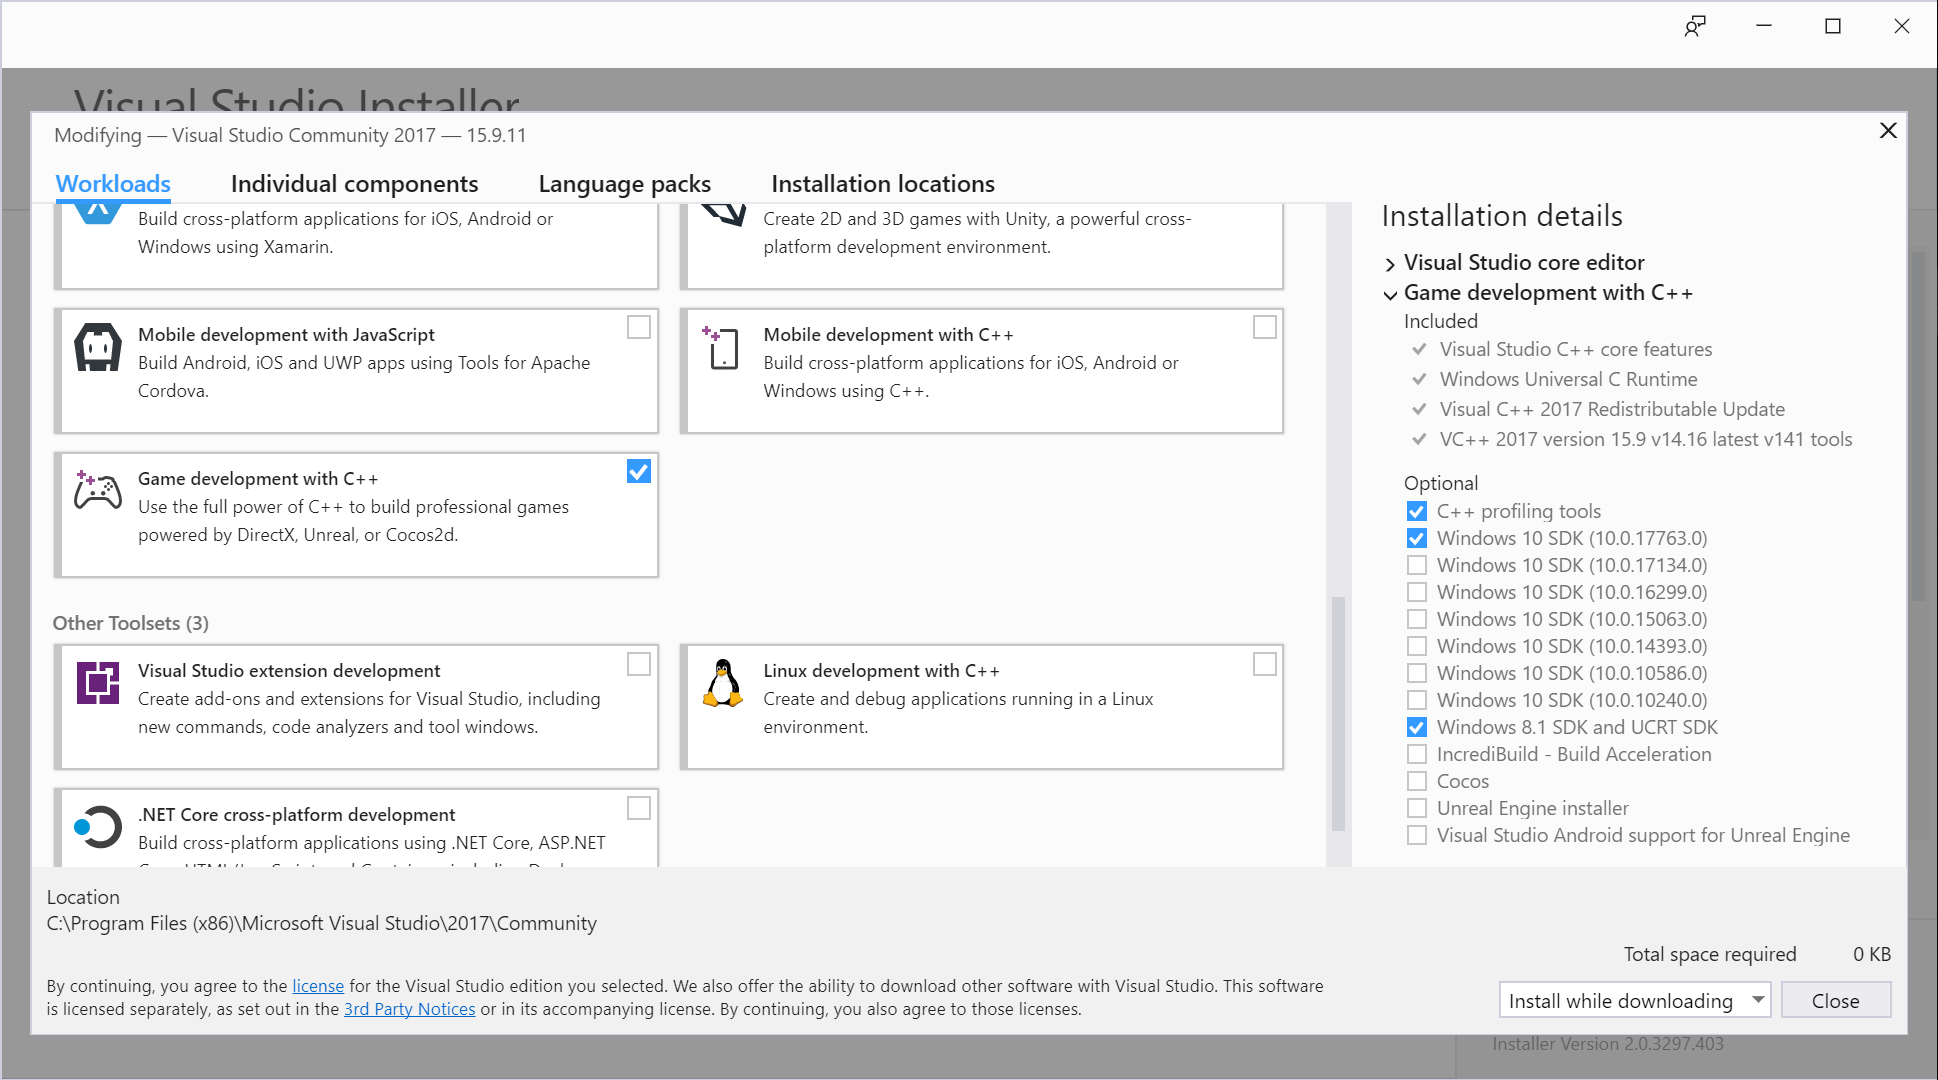 Visual Studio Installer
Modifying — Visual Studio Community 2017 — 15.9.11
Workloads
Individual components
Language packs
Installation locations
Build cross-platform applications for iOS, Android or
Windows using Xamarin.
Create 2D and 3D games with Unity, a powerful cross-
platform development environment.
Mobile development with JavaScript
Build Android, iOS and UWP apps using Tools for Apache
Cordova.
Mobile development with C++
Build cross-platform applications for iOS, Android or
Windows using C++.
Game development with C++
Use the full power of C++ to build professional games
powered by DirectX, Unreal, or Cocos2d.
Other Toolsets (3)
Visual Studio extension development
Create add-ons and extensions for Visual Studio, including
new commands, code analyzers and tool windows.
Linux development with C++
Create and debug applications running in a Linux
environment.
.NET Core cross-platform development
Build cross-platform applications using .NET Core, ASP.NET
Installation details
Visual Studio core editor
Game development with C++
Included
Visual Studio C++ core features
Windows Universal C Runtime
Visual C++ 2017 Redistributable Update
VC++ 2017 version 15.9 v14.16 latest v141 tools
Optional
C++ profiling tools
Windows 10 SDK (10.0.17763.0)
Windows 10 SDK (10.0.17134.0)
Windows 10 SDK (10.0.16299.0)
Windows 10 SDK (10.0.15063.0)
Windows 10 SDK (10.0.14393.0)
Windows 10 SDK (10.0.10586.0)
Windows 10 SDK (10.0.10240.0)
Windows 8.1 SDK and UCRT SDK
IncrediBuild - Build Acceleration
Cocos
Unreal Engine installer
Visual Studio Android support for Unreal Engine
Location
C:\Program Files (x86)\Microsoft Visual Studio\2017\Community
Total space required 0 KB
By continuing, you agree to the license for the Visual Studio edition you selected. We also offer the ability to download other software with Visual Studio. This software
is licensed separately, as set out in the 3rd Party Notices or in its accompanying license. By continuing, you also agree to those licenses.
Install while downloading
Close
Installer Version 2.0.3297.403